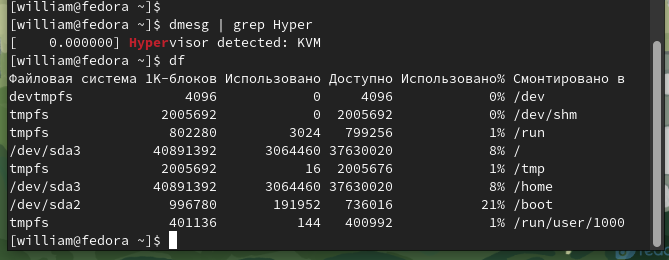 [william@fedora ~]$
[william@fedora ~]$ dmesg | grep Hyper
[    0.000000] Hypervisor detected: KVM
[william@fedora ~]$ df
Файловая система 1K-блоков Использовано Доступно Использовано% Смонтировано в
devtmpfs              4096            0     4096            0% /dev
tmpfs              2005692            0  2005692            0% /dev/shm
tmpfs               802280         3024   799256            1% /run
/dev/sda3         40891392      3064460 37630020            8% /
tmpfs              2005692           16  2005676            1% /tmp
/dev/sda3         40891392      3064460 37630020            8% /home
/dev/sda2           996780       191952   736016           21% /boot
tmpfs               401136          144   400992            1% /run/user/1000
[william@fedora ~]$